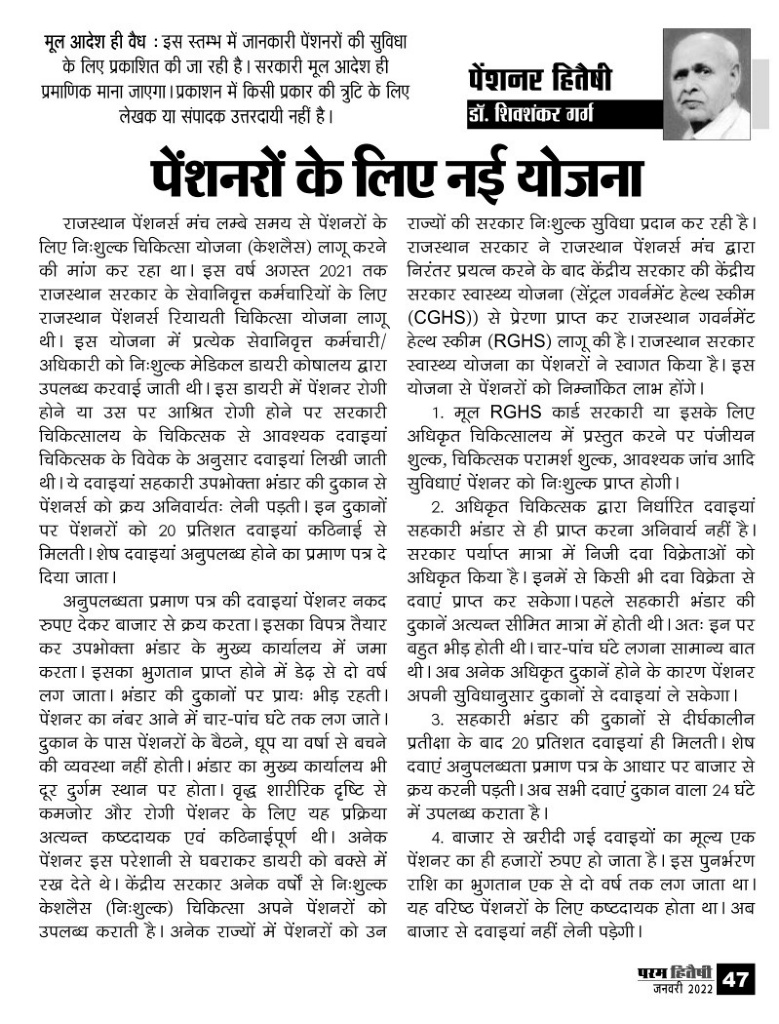 मूल आदेश ही वैध : इस स्तम्भ में जानकारी पेंशनरों की सुविधा
के लिए प्रकाशित की जा रही है। सरकारी मूल आदेश ही
प्रमाणिक माना जाएगा। प्रकाशन में किसी प्रकार की त्रुटि के लिए
लेखक या संपादक उत्तरदायी नहीं है।
पेंशनर हितैषी
डॉ. शिवशंकर गर्ग
पेंशनरों के लिए नई योजना
राजस्थान पेंशनर्स मंच लम्बे समय से पेंशनरों के
लिए निःशुल्क चिकित्सा योजना (केशलैस) लागू करने
की मांग कर रहा था। इस वर्ष अगस्त 2021 तक
राजस्थान सरकार के सेवानिवृत्त कर्मचारियों के लिए
राजस्थान पेंशनर्स रियायती चिकित्सा योजना लागू
थी। इस योजना में प्रत्येक सेवानिवृत्त कर्मचारी/
अधिकारी को निःशुल्क मेडिकल डायरी कोषालय द्वारा
उपलब्ध करवाई जाती थी। इस डायरी में पेंशनर रोगी
होने या उस पर आश्रित रोगी होने पर सरकारी
चिकित्सालय के चिकित्सक से आवश्यक दवाइयां
चिकित्सक के विवेक के अनुसार दवाइयां लिखी जाती
थी। ये दवाइयां सहकारी उपभोक्ता भंडार की दुकान से
पेंशनर्स को क्रय अनिवार्यतः लेनी पड़ती। इन दुकानों
पर पेंशनरों को 20 प्रतिशत दवाइयां कठिनाई से
मिलती। शेष दवाइयां अनुपलब्ध होने का प्रमाण पत्र दे
दिया जाता।
अनुपलब्धता प्रमाण पत्र की दवाइयां पेंशनर नकद
रुपए देकर बाजार से क्रय करता। इसका विपत्र तैयार
कर उपभोक्ता भंडार के मुख्य कार्यालय में जमा
करता। इसका भुगतान प्राप्त होने में डेढ़ से दो वर्ष
लग जाता। भंडार की दुकानों पर प्रायः भीड़ रहती।
पेंशनर का नंबर आने में चार-पांच घंटे तक लग जाते।
दुकान के पास पेंशनरों के बैठने, धूप या वर्षा से बचने
की व्यवस्था नहीं होती। भंडार का मुख्य कार्यालय भी
दूर दुर्गम स्थान पर होता। वृद्ध शारीरिक दृष्टि से
कमजोर और रोगी पेंशनर के लिए यह प्रक्रिया
अत्यन्त कष्टदायक एवं कठिनाईपूर्ण थी। अनेक
पेंशनर इस परेशानी से घबराकर डायरी को बक्से में
रख देते थे। केंद्रीय सरकार अनेक वर्षों से निःशुल्क
केशलैस (निःशुल्क) चिकित्सा अपने पेंशनरों को
उपलब्ध कराती है। अनेक राज्यों में पेंशनरों को उन
राज्यों की सरकार निःशुल्क सुविधा प्रदान कर रही है।
राजस्थान सरकार ने राजस्थान पेंशनर्स मंच द्वारा
निरंतर प्रयत्न करने के बाद केंद्रीय सरकार की केंद्रीय
सरकार स्वास्थ्य योजना (सेंट्रल गवर्नमेंट हेल्थ स्कीम
(CGHS)) से प्रेरणा प्राप्त कर राजस्थान गवर्नमेंट
हेल्थ स्कीम (RGHS) लागू की है। राजस्थान सरकार
स्वास्थ्य योजना का पेंशनरों ने स्वागत किया है। इस
योजना से पेंशनरों को निम्नांकित लाभ होंगे।
1. मूल RGHS कार्ड सरकारी या इसके लिए
अधिकृत चिकित्सालय में प्रस्तुत करने पर पंजीयन
शुल्क, चिकित्सक परामर्श शुल्क, आवश्यक जांच आदि
सुविधाएं पेंशनर को निःशुल्क प्राप्त होगी।
2. अधिकृत चिकित्सक द्वारा निर्धारित दवाइयां
सहकारी भंडार से ही प्राप्त करना अनिवार्य नहीं है।
सरकार पर्याप्त मात्रा में निजी दवा विक्रेताओं को
अधिकृत किया है। इनमें से किसी भी दवा विक्रेता से
दवाएं प्राप्त कर सकेगा। पहले सहकारी भंडार की
दुकानें अत्यन्त सीमित मात्रा में होती थी। अतः इन पर
बहुत भीड़ होती थी। चार-पांच घंटे लगना सामान्य बात
थी। अब अनेक अधिकृत दुकानें होने के कारण पेंशनर
अपनी सुविधानुसार दुकानों से दवाइयां ले सकेगा।
3. सहकारी भंडार की दुकानों से दीर्घकालीन
प्रतीक्षा के बाद 20 प्रतिशत दवाइयां ही मिलती। शेष
दवाएं अनुपलब्धता प्रमाण पत्र के आधार पर बाजार से
क्रय करनी पड़ती। अब सभी दवाएं दुकान वाला 24 घंटे
में उपलब्ध कराता है।
4. बाजार से खरीदी गई दवाइयों का मूल्य एक
पेंशनर का ही हजारों रुपए हो जाता है। इस पुनर्भरण
राशि का भुगतान एक से दो वर्ष तक लग जाता था।
यह वरिष्ठ पेंशनरों के लिए कष्टदायक होता था। अब
बाजार से दवाइयां नहीं लेनी पड़ेगी।
परम हितैषी
जनवरी 2022
47